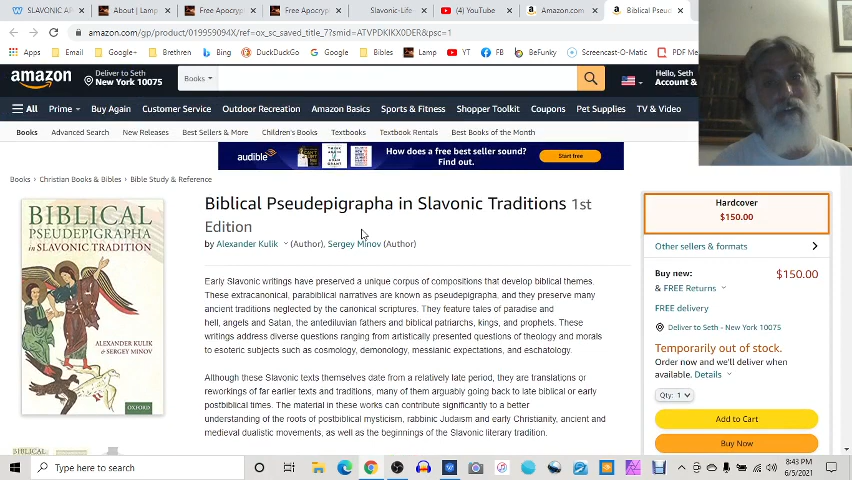 SLAVONIC AP
About | Lamp
Free Apocryp
Free Apocryp
Slavonic-Life
(4) YouTube
Amazon.com
Biblical Pseud
amazon.com/gp/product/019959094X/ref=ox_sc_saved_title_7?smid=ATVPDKIKX0DER&psc=1
Apps Email Google+ Brethren Bing DuckDuckGo Google Bibles Lamp YT FB BeFunky Screencast-O-Matic PDF Me
amazon
Deliver to Seth
New York 10075
Books
Hello, Seth
Account &
All Prime Buy Again Customer Service Outdoor Recreation Amazon Basics Sports & Fitness Shopper Toolkit Coupons Pet Supplies TV & Video
Books Advanced Search New Releases Best Sellers & More Children's Books Textbooks Textbook Rentals Best Books of the Month
audible
How does a free best seller sound?
Find out.
Start free
Books › Christian Books & Bibles › Bible Study & Reference
BIBLICAL
PSEUDEPIGRAPHA
in SLAVONIC TRADITION
ALEXANDER KULIK
& SERGEY MINOV
OXFORD
Biblical Pseudepigrapha in Slavonic Traditions 1st
Edition
by Alexander Kulik (Author), Sergey Minov (Author)
Early Slavonic writings have preserved a unique corpus of compositions that develop biblical themes.
These extracanonical, parabiblical narratives are known as pseudepigrapha, and they preserve many
ancient traditions neglected by the canonical scriptures. They feature tales of paradise and
hell, angels and Satan, the antediluvian fathers and biblical patriarchs, kings, and prophets. These
writings address diverse questions ranging from artistically presented questions of theology and morals
to esoteric subjects such as cosmology, demonology, messianic expectations, and eschatology.
Although these Slavonic texts themselves date from a relatively late period, they are translations or
reworkings of far earlier texts and traditions, many of them arguably going back to late biblical or early
postbiblical times. The material in these works can contribute significantly to a better
understanding of the roots of postbiblical mysticism, rabbinic Judaism and early Christianity, ancient and
medieval dualistic movements, as well as the beginnings of the Slavonic literary tradition.
Hardcover
$150.00
Other sellers & formats
Buy new: $150.00
& FREE Returns
FREE delivery
Deliver to Seth - New York 10075
Temporarily out of stock.
Order now and we'll deliver when
available. Details
Qty: 1
Add to Cart
Buy Now
Type here to search
8:43 PM
6/5/2021